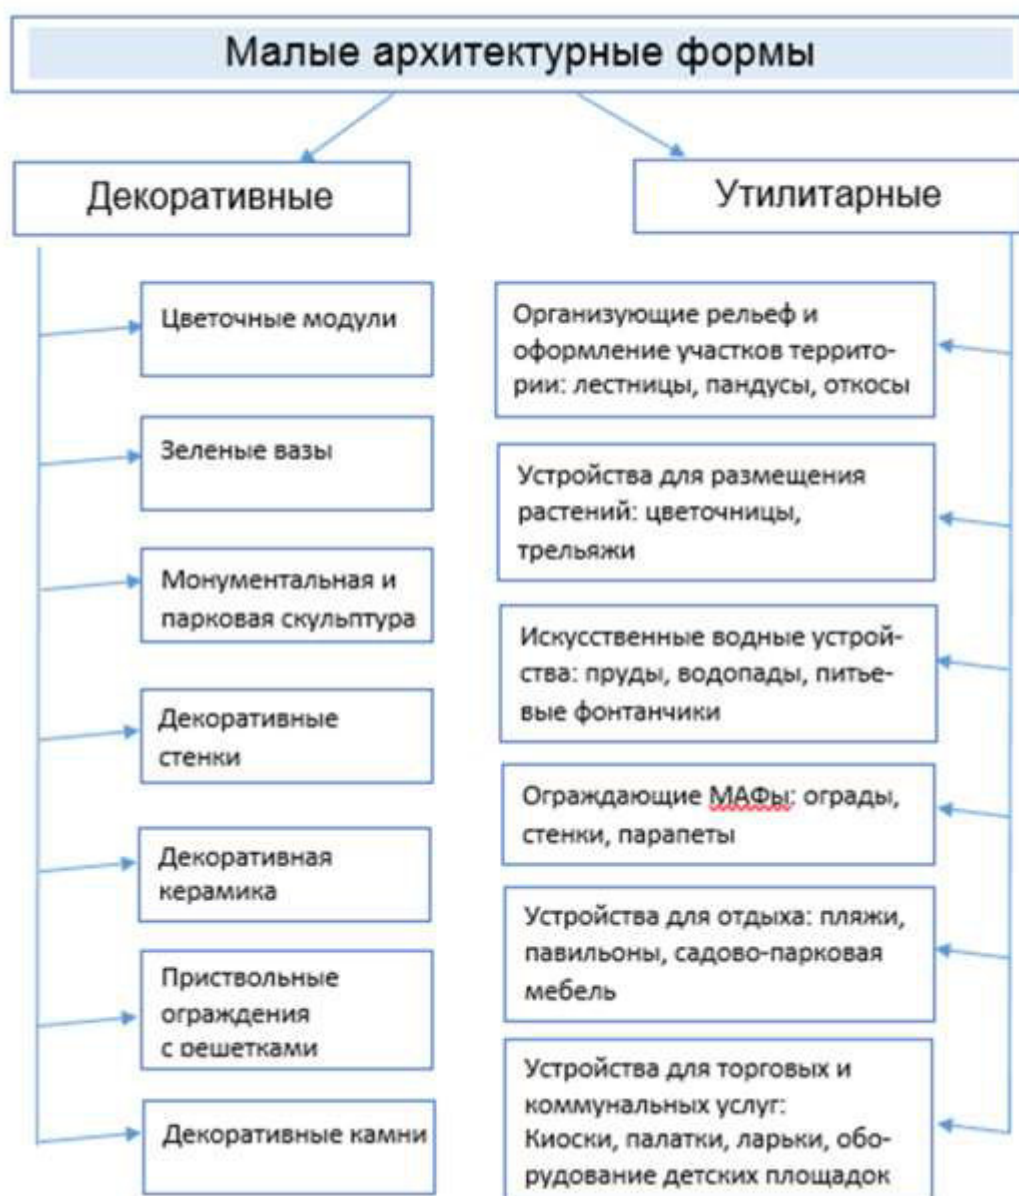 Малые архитектурные формы
Декоративные
Цветочные модули
Зеленые вазы
Монументальная и
парковая скульптура
Декоративные
стенки
Декоративная
керамика
Приствольные
ограждения
с решетками
Декоративные камни
Утилитарные
Организующие рельеф и
оформление участков террито-
рии: лестницы, пандусы, откосы
Устройства для размещения
растений: цветочницы,
трельяжи
Искусственные водные устрой-
ства: пруды, водопады, питье-
вые фонтанчики
Ограждающие МАФы: ограды,
стенки, парапеты
Устройства для отдыха: пляжи,
павильоны, садово-парковая
мебель
Устройства для торговых и
коммунальных услуг:
Киоски, палатки, ларьки, обо-
рудование детских площадок